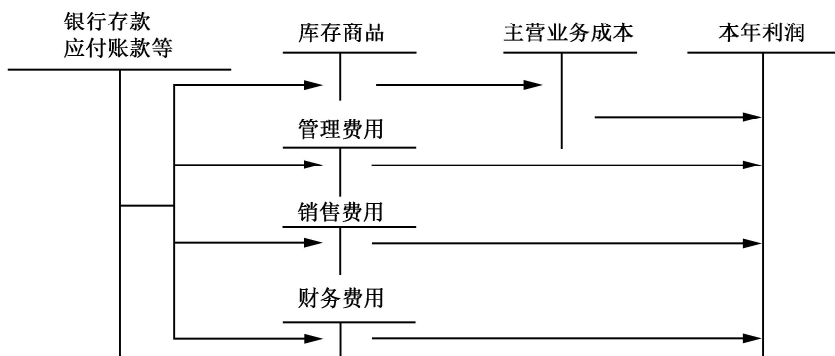 银行存款
应付账款等
库存商品
主营业务成本
本年利润
管理费用
销售费用
财务费用